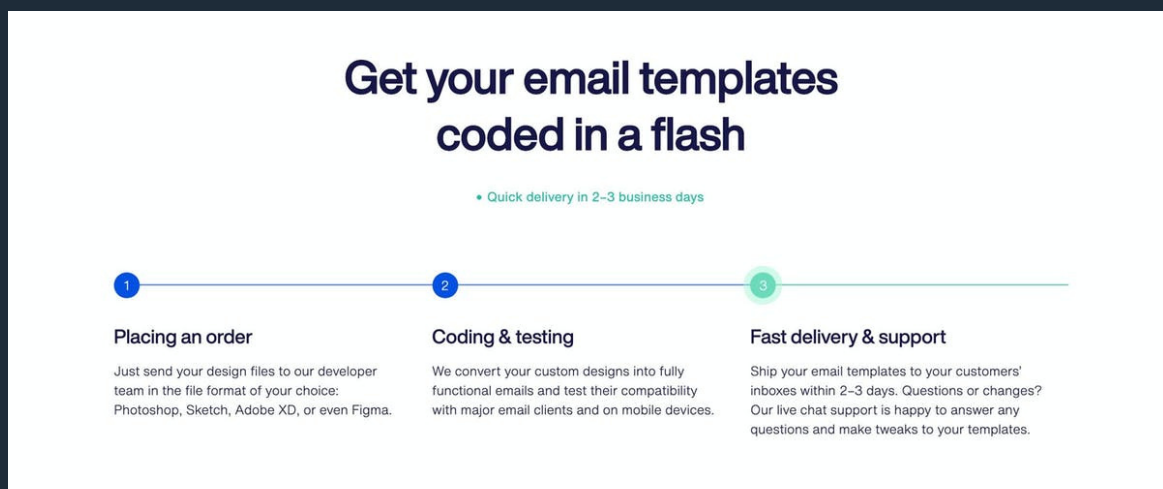 Get your email templates
coded in a flash
• Quick delivery in 2–3 business days
1
2
3
Placing an order
Just send your design files to our developer
team in the file format of your choice:
Photoshop, Sketch, Adobe XD, or even Figma.
Coding & testing
We convert your custom designs into fully
functional emails and test their compatibility
with major email clients and on mobile devices.
Fast delivery & support
Ship your email templates to your customers'
inboxes within 2–3 days. Questions or changes?
Our live chat support is happy to answer any
questions and make tweaks to your templates.